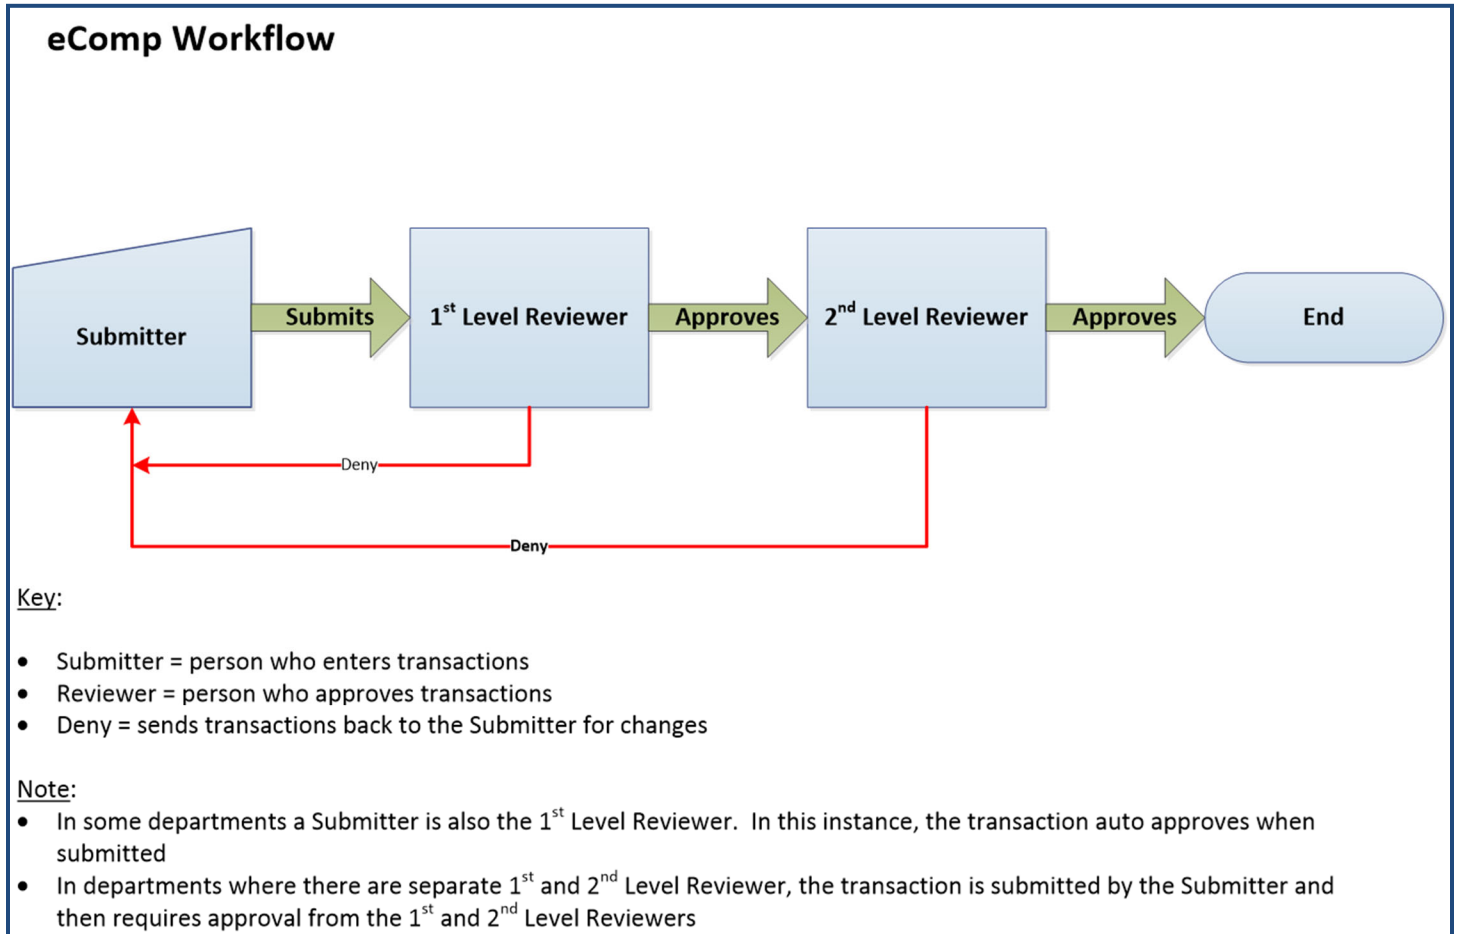 eComp Workflow
Submitter
Submits
1st Level Reviewer
Approves
2nd Level Reviewer
Approves
End
Deny
Deny
Key:
• Submitter = person who enters transactions
• Reviewer = person who approves transactions
• Deny = sends transactions back to the Submitter for changes
Note:
• In some departments a Submitter is also the 1st Level Reviewer.  In this instance, the transaction auto approves when
submitted
• In departments where there are separate 1st and 2nd Level Reviewer, the transaction is submitted by the Submitter and
then requires approval from the 1st and 2nd Level Reviewers